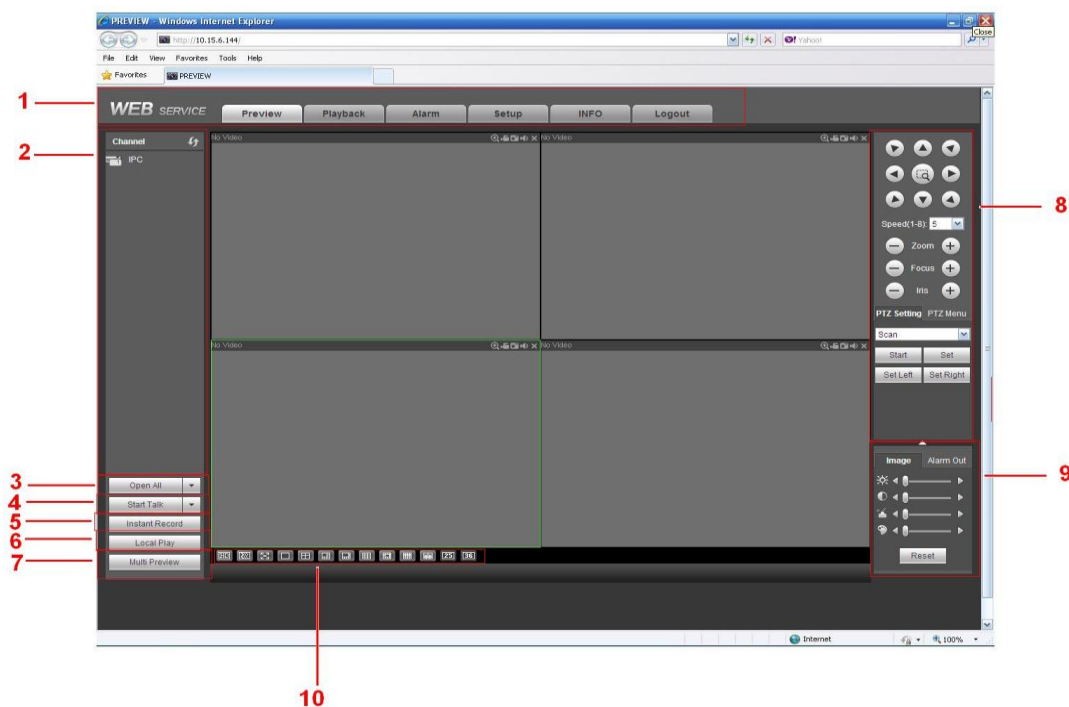 PREVIEW - Windows Internet Explorer
Close
http://10.15.6.144/
Yahoo!
File Edit View Favorites Tools Help
Favorites PREVIEW
1
WEB SERVICE Preview Playback Alarm Setup INFO Logout
2
Channel
IPC
No Video
No Video
No Video
No Video
8
Speed(1-8): 5
Zoom
Focus
Iris
PTZ Setting PTZ Menu
Scan
Start Set
Set Left Set Right
9
Image Alarm Out
Reset
3
Open All
4
Start Talk
5
Instant Record
6
Local Play
7
Multi Preview
25 36
10
Internet 100%